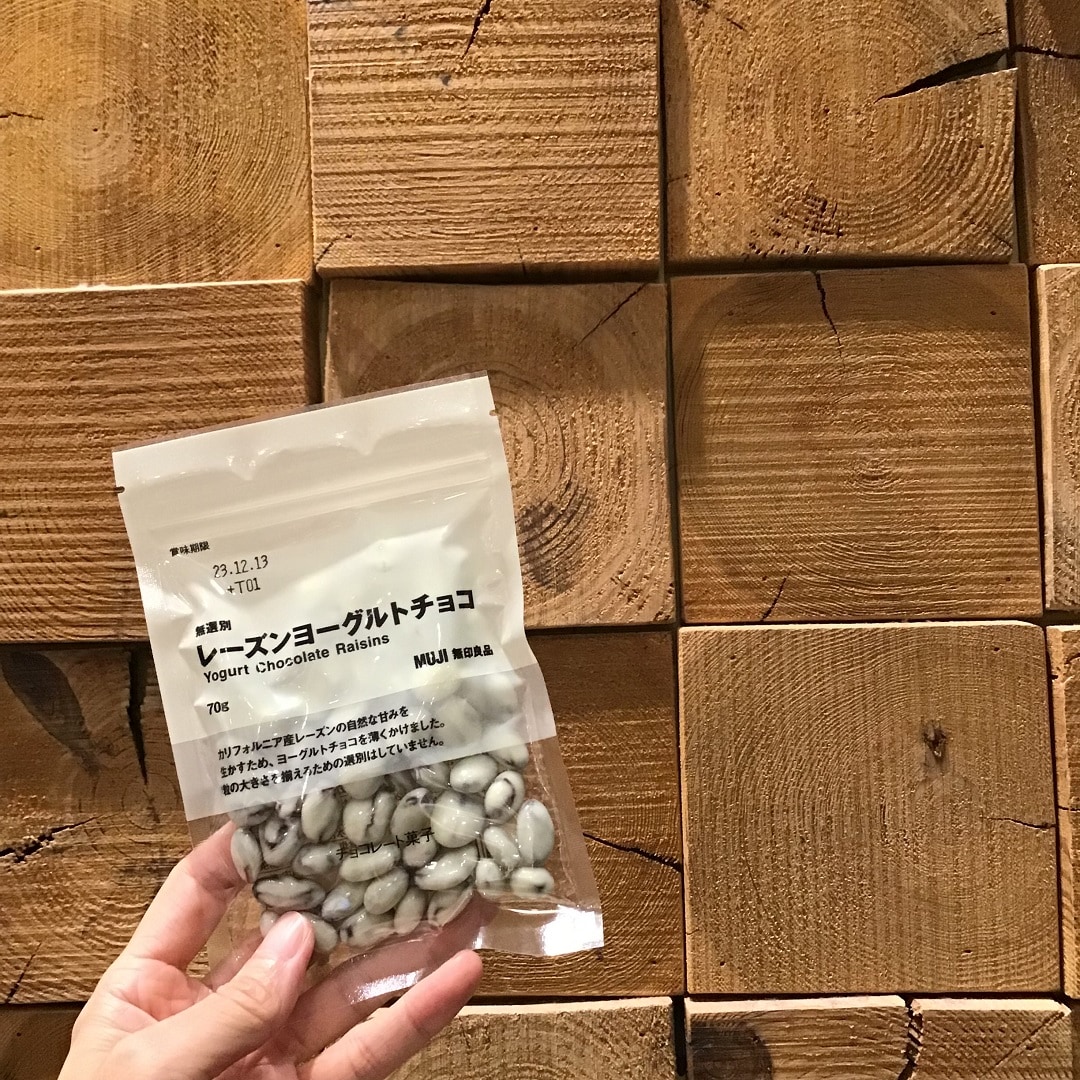 賞味期限
23.12.13
+T01
無選別
レーズンヨーグルトチョコ
Yogurt Chocolate Raisins
MUJI 無印良品
70g
カリフォルニア産レーズンの自然な甘みを
生かすため、ヨーグルトチョコを薄くかけました。
粒の大きさを揃えるための選別はしていません。
チョコレート菓子